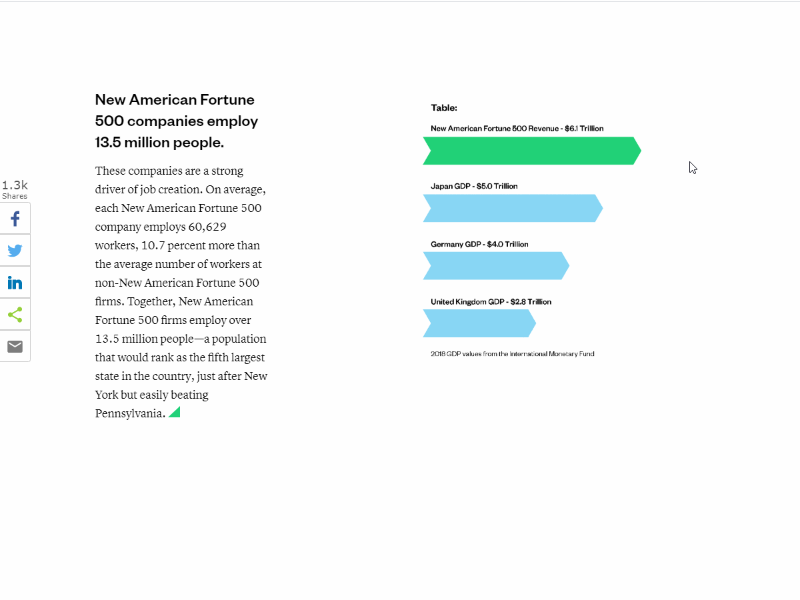 New American Fortune
500 companies employ
13.5 million people.
These companies are a strong
driver of job creation. On average,
each New American Fortune 500
company employs 60,629
workers, 10.7 percent more than
the average number of workers at
non-New American Fortune 500
firms. Together, New American
Fortune 500 firms employ over
13.5 million people—a population
that would rank as the fifth largest
state in the country, just after New
York but easily beating
Pennsylvania.
1.3k
Shares
Table:
New American Fortune 500 Revenue - $6.1 Trillion
Japan GDP - $5.0 Trillion
Germany GDP - $4.0 Trillion
United Kingdom GDP - $2.8 Trillion
2018 GDP values from the International Monetary Fund